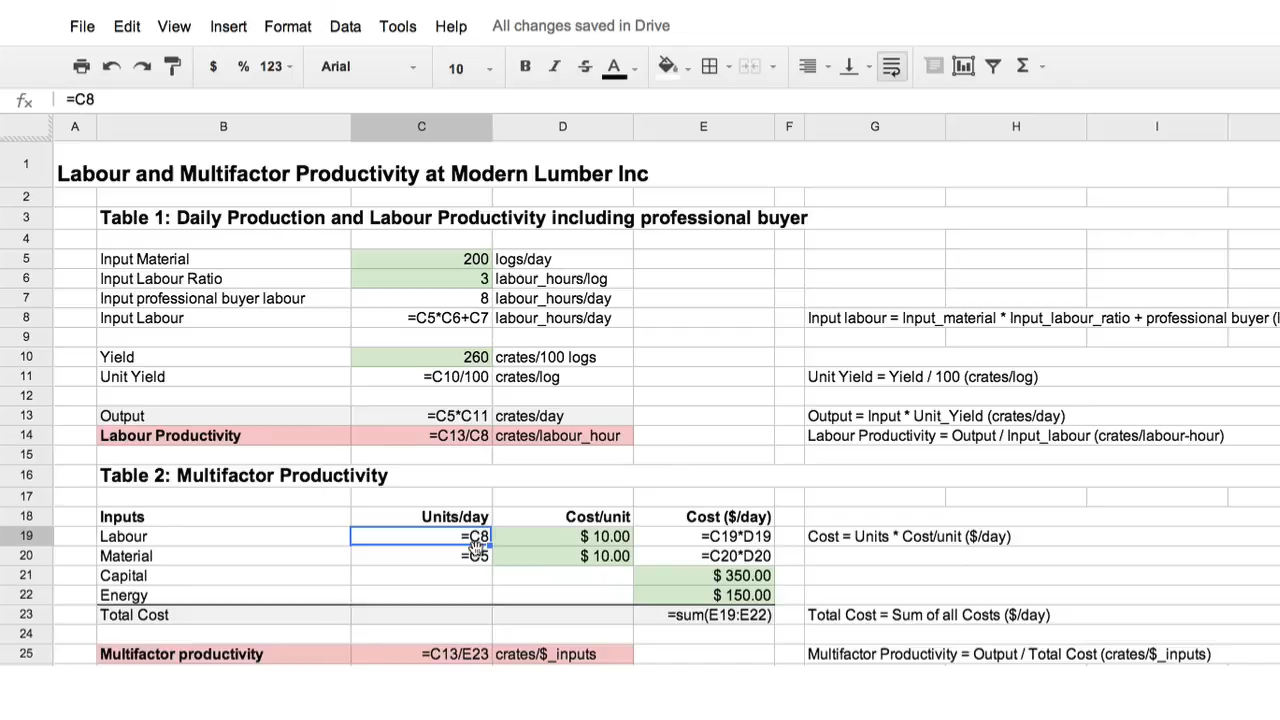 File Edit View Insert Format Data Tools Help All changes saved in Drive
$ % 123 Arial 10 B I S A Σ
fx =C8
A B C D E F G H I
1 Labour and Multifactor Productivity at Modern Lumber Inc
2
3 Table 1: Daily Production and Labour Productivity including professional buyer
4
5 Input Material 200 logs/day
6 Input Labour Ratio 3 labour_hours/log
7 Input professional buyer labour 8 labour_hours/day
8 Input Labour =C5*C6+C7 labour_hours/day Input labour = Input_material * Input_labour_ratio + professional buyer
9
10 Yield 260 crates/100 logs
11 Unit Yield =C10/100 crates/log Unit Yield = Yield / 100 (crates/log)
12
13 Output =C5*C11 crates/day Output = Input * Unit_Yield (crates/day)
14 Labour Productivity =C13/C8 crates/labour_hour Labour Productivity = Output / Input_labour (crates/labour-hour)
15
16 Table 2: Multifactor Productivity
17
18 Inputs Units/day Cost/unit Cost ($/day)
19 Labour =C8 $ 10.00 =C19*D19 Cost = Units * Cost/unit ($/day)
20 Material =C5 $ 10.00 =C20*D20
21 Capital $ 350.00
22 Energy $ 150.00
23 Total Cost =sum(E19:E22) Total Cost = Sum of all Costs ($/day)
24
25 Multifactor productivity =C13/E23 crates/$_inputs Multifactor Productivity = Output / Total Cost (crates/$_inputs)